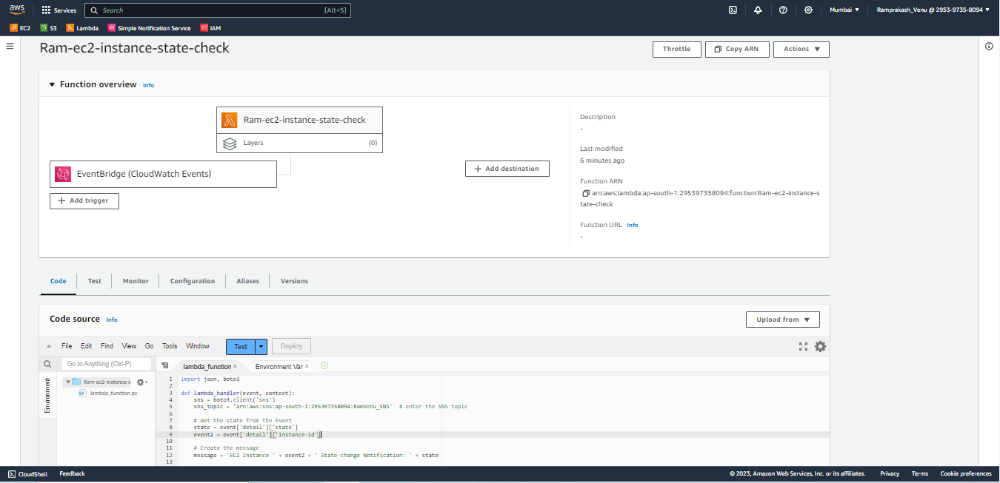 aws Services Search [Alt+S] Mumbai ▼ Ramprakash_Venu @ 2953-9735-8094 ▼
EC2 S3 Lambda Simple Notification Service IAM
Ram-ec2-instance-state-check Throttle Copy ARN Actions ▼
▼ Function overview Info
Ram-ec2-instance-state-check
Layers (0)
EventBridge (CloudWatch Events)
+ Add trigger
+ Add destination
Description
-
Last modified
6 minutes ago
Function ARN
arn:aws:lambda:ap-south-1:295397358094:function:Ram-ec2-instance-s
tate-check
Function URL Info
-
Code Test Monitor Configuration Aliases Versions
Code source Info Upload from ▼
File Edit Find View Go Tools Window Test Deploy
Go to Anything (Ctrl-P) lambda_function × Environment Var ×
Environment
Ram-ec2-instance-s
lambda_function.py
1 import json, boto3
2
3 def lambda_handler(event, context):
4 sns = boto3.client('sns')
5 sns_topic = 'arn:aws:sns:ap-south-1:295397358094:RamVenu_SNS' # enter the SNS topic
6
7 # Get the state from the Event
8 state = event['detail']['state']
9 event2 = event['detail']['instance-id']
10
11 # Create the message
12 message = 'EC2 Instance ' + event2 + ' State-change Notification: ' + state
13
CloudShell Feedback © 2023, Amazon Web Services, Inc. or its affiliates. Privacy Terms Cookie preferences